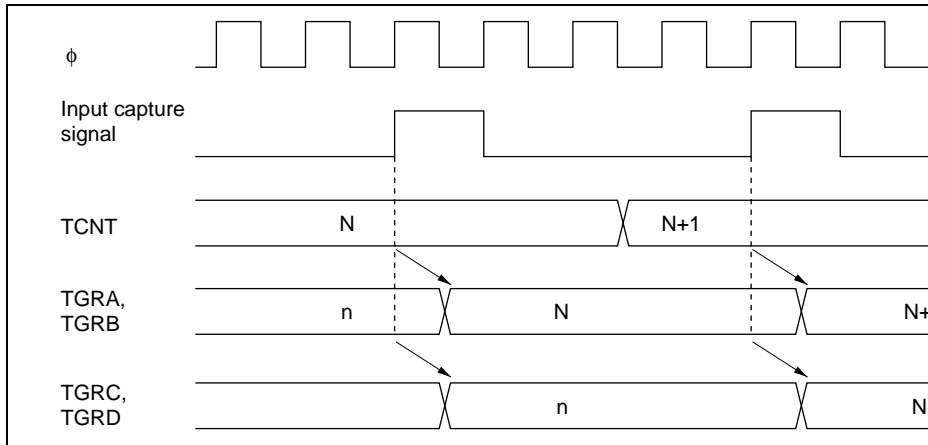 ϕ
Input capture
signal
TCNT N N+1
TGRA,
TGRB n N N+
TGRC,
TGRD n N